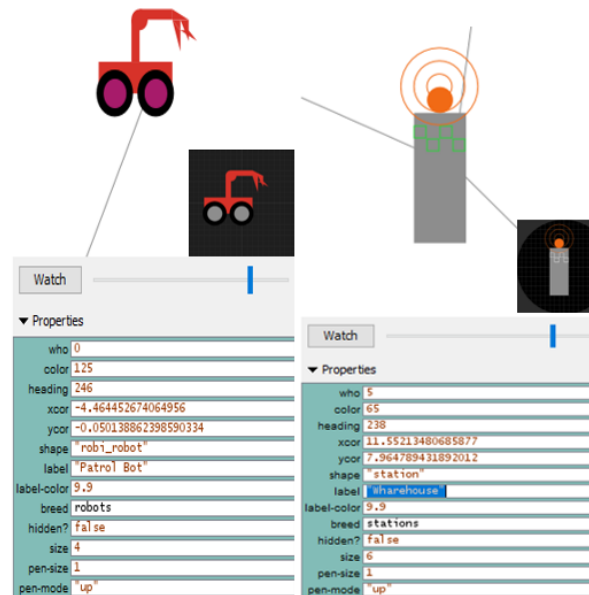 Watch
▼ Properties
who 0
color 125
heading 246
xcor -4.464452674064956
ycor -0.050138862398590334
shape "robi_robot"
label "Patrol Bot"
label-color 9.9
breed robots
hidden? false
size 4
pen-size 1
pen-mode "up"
Watch
▼ Properties
who 5
color 65
heading 238
xcor 11.55213480685877
ycor 7.964789431892012
shape "station"
label "Wharehouse"
label-color 9.9
breed stations
hidden? false
size 6
pen-size 1
pen-mode "up"